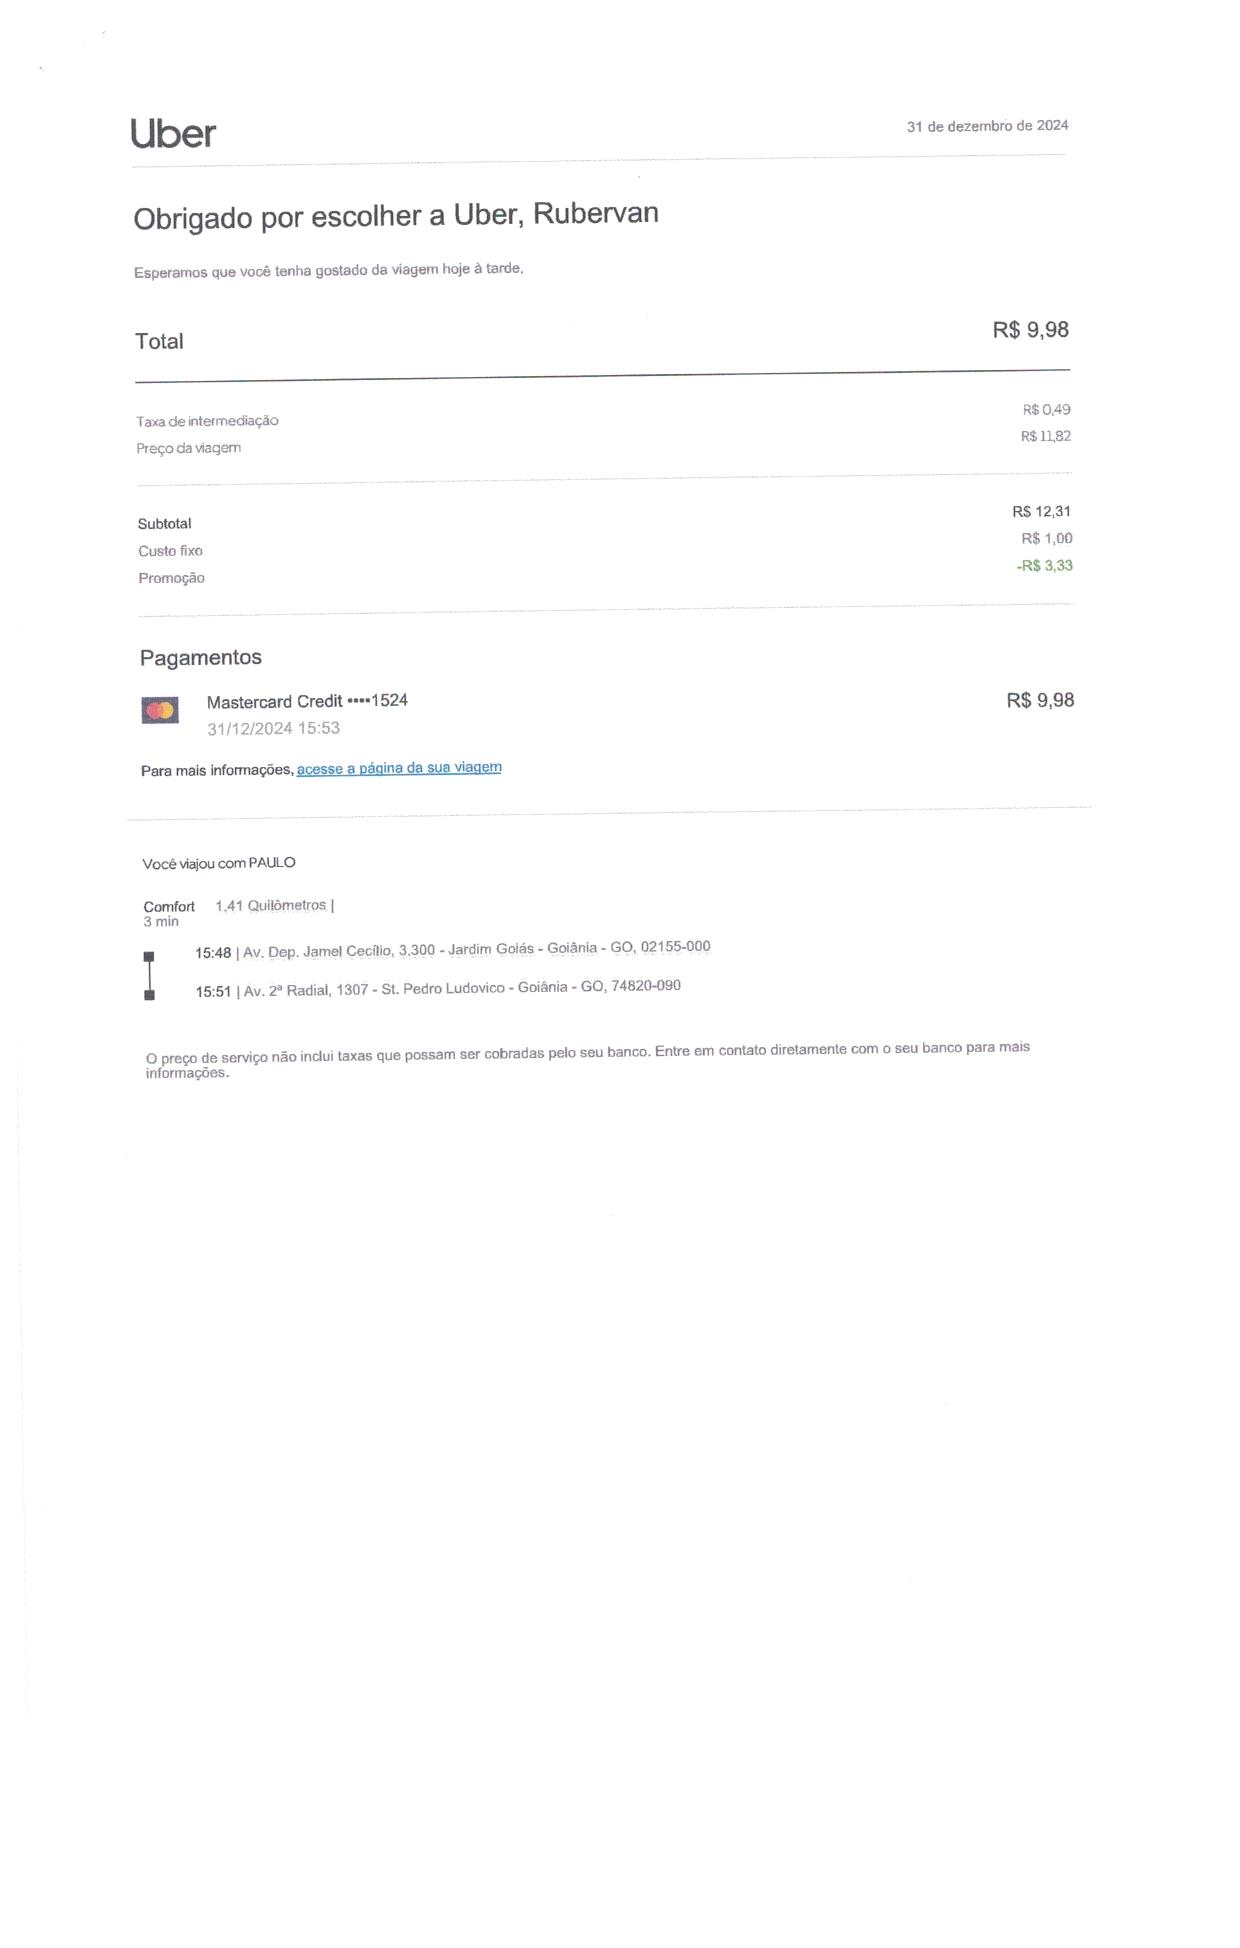 Uber
31 de dezembro de 2024
Obrigado por escolher a Uber, Rubervan
Esperamos que você tenha gostado da viagem hoje à tarde.
Total R$ 9,98
Taxa de intermediação R$ 0,49
Preço da viagem R$ 11,82
Subtotal R$ 12,31
Custo fixo R$ 1,00
Promoção -R$ 3,33
Pagamentos
Mastercard Credit ••••1524 R$ 9,98
31/12/2024 15:53
Para mais informações, acesse a página da sua viagem
Você viajou com PAULO
Comfort 1,41 Quilômetros |
3 min
15:48 | Av. Dep. Jamel Cecílio, 3.300 - Jardim Goiás - Goiânia - GO, 02155-000
15:51 | Av. 2ª Radial, 1307 - St. Pedro Ludovico - Goiânia - GO, 74820-090
O preço de serviço não inclui taxas que possam ser cobradas pelo seu banco. Entre em contato diretamente com o seu banco para mais
informações.